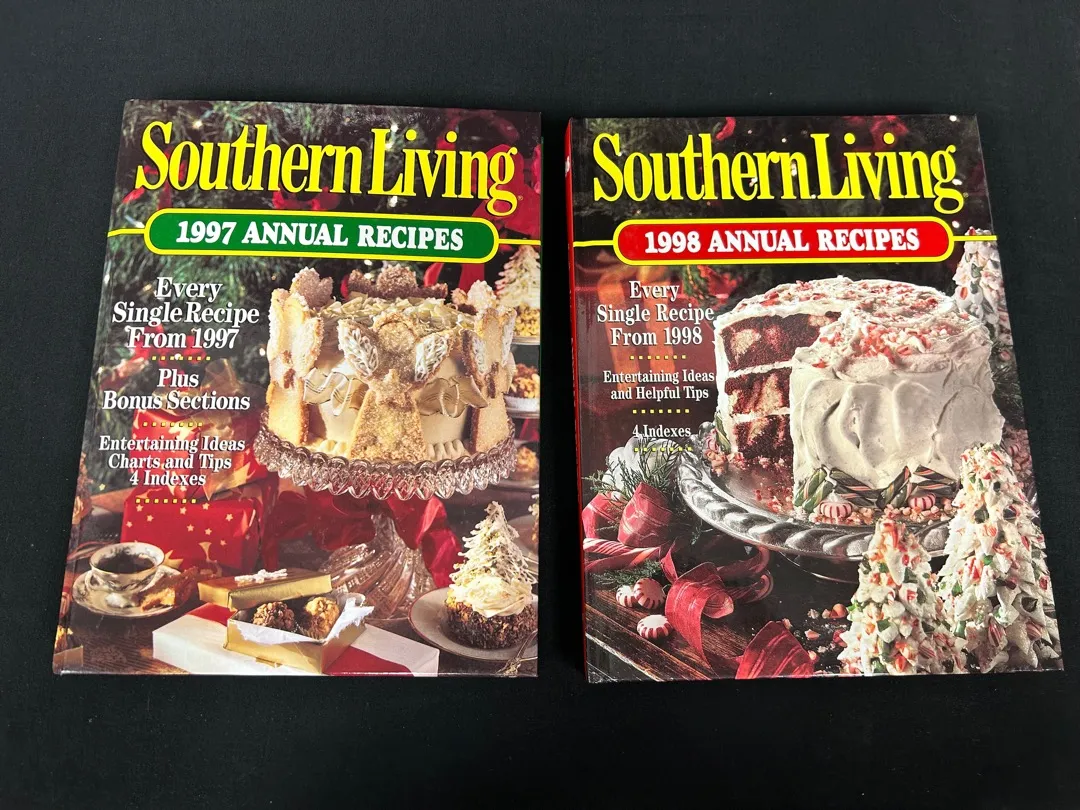 Southern Living
1997 ANNUAL RECIPES
Every
Single Recipe
From 1997
Plus
Bonus Sections
Entertaining Ideas
Charts and Tips
4 Indexes
Southern Living
1998 ANNUAL RECIPES
Every
Single Recipe
From 1998
Entertaining Ideas
and Helpful Tips
4 Indexes